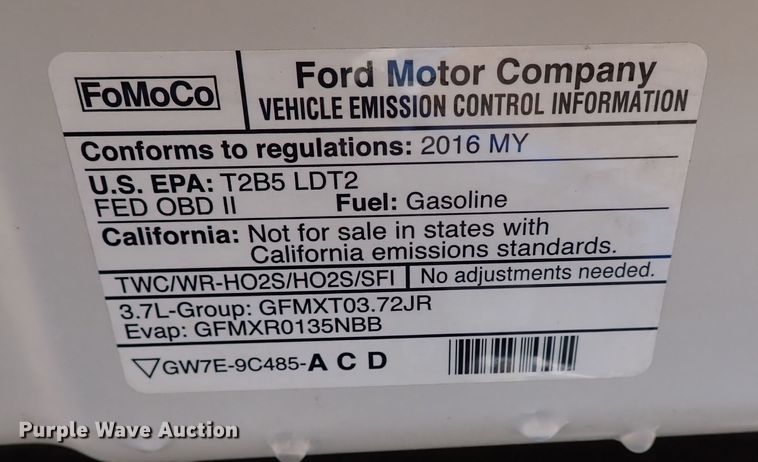 FoMoCo
Ford Motor Company
VEHICLE EMISSION CONTROL INFORMATION
Conforms to regulations: 2016 MY
U.S. EPA: T2B5 LDT2
FED OBD II Fuel: Gasoline
California: Not for sale in states with
California emissions standards.
TWC/WR-HO2S/HO2S/SFI No adjustments needed.
3.7L-Group: GFMXT03.72JR
Evap: GFMXR0135NBB
GW7E-9C485-A C D
Purple Wave Auction